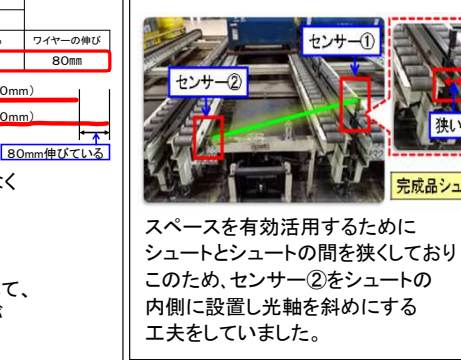 ワイヤーの伸び
80mm
0mm)
0mm)
80mm伸びている
て、
センサー①
センサー②
狭い
完成品シュ
スペースを有効活用するために
シュートとシュートの間を狭くしており
このため、センサー②をシュートの
内側に設置し光軸を斜めにする
工夫をしていました。